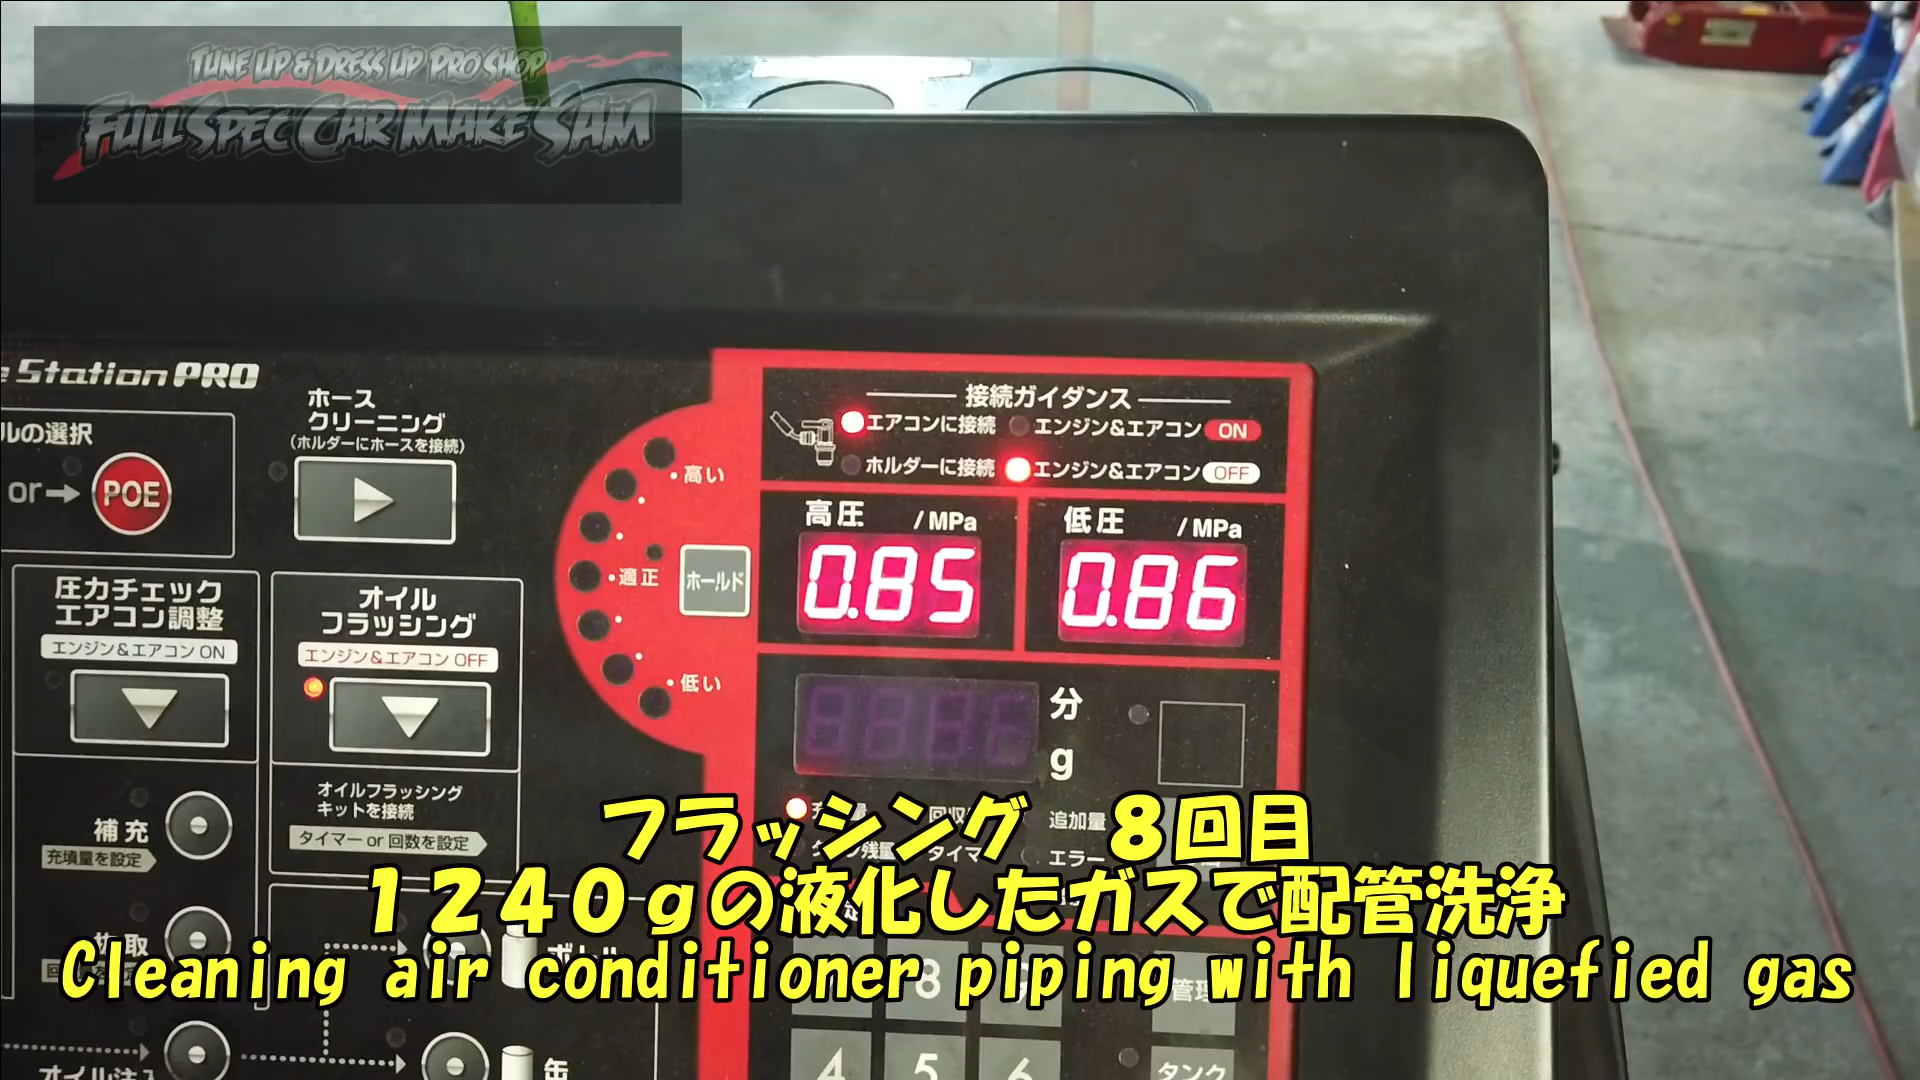 TUNE UP & DRESS UP PRO SHOP
FULL SPEC CAR MAKE SAM
Station PRO
ルの選択
or
POE
ホース
クリーニング
(ホルダーにホースを接続)
圧力チェック
エアコン調整
エンジン&エアコン ON
オイル
フラッシング
エンジン&エアコン OFF
オイルフラッシング
キットを接続
タイマー or 回数を設定
補充
充填量を設定
高い
適正
低い
ホールド
接続ガイダンス
エアコンに接続
エンジン&エアコン ON
ホルダーに接続
エンジン&エアコン OFF
高圧 /MPa
0.85
低圧 /MPa
0.86
分
g
追加量
エラー
フラッシング 8回目
1240gの液化したガスで配管洗浄
Cleaning air conditioner piping with liquefied gas
8
管理
4
5
6
タンク
缶